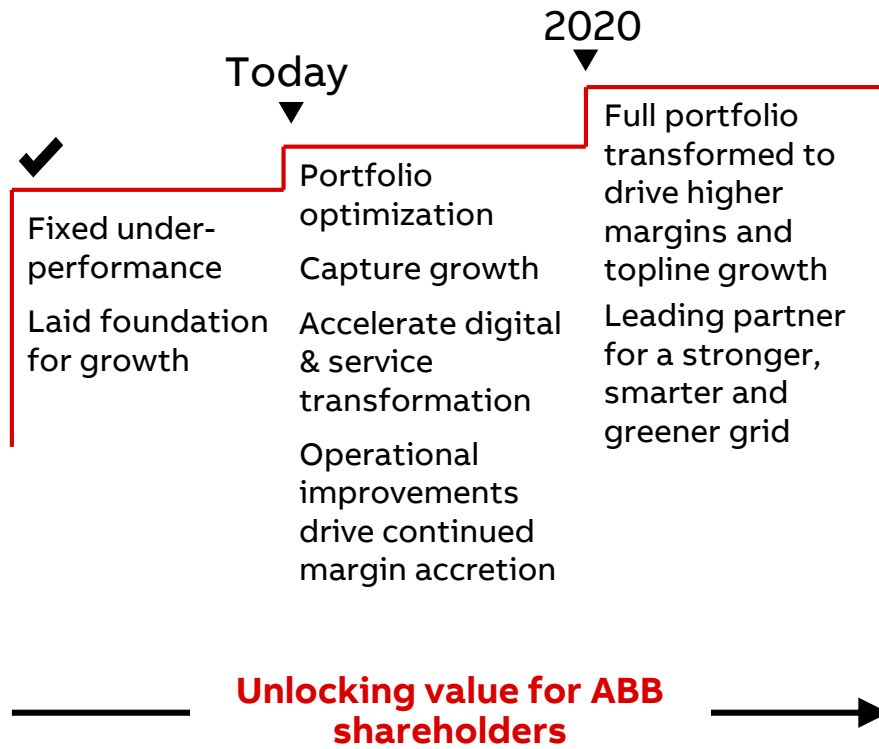 2020
Today
Fixed under-
performance
Laid foundation
for growth
Portfolio
optimization
Capture growth
Accelerate digital
& service
transformation
Operational
improvements
drive continued
margin accretion
Full portfolio
transformed to
drive higher
margins and
topline growth
Leading partner
for a stronger,
smarter and
greener grid
Unlocking value for ABB
shareholders